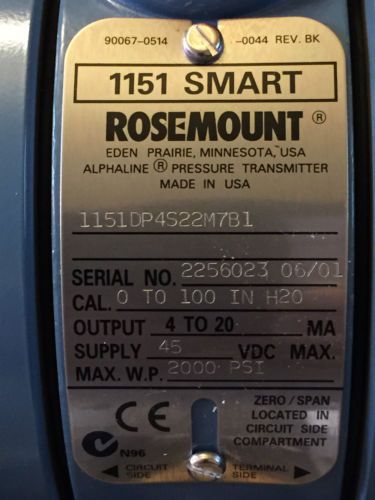 90067-0514 -0044 REV. BK
1151 SMART
ROSEMOUNT ®
EDEN PRAIRIE, MINNESOTA, USA
ALPHALINE ® PRESSURE TRANSMITTER
MADE IN USA
1151DP4S22M7B1
SERIAL NO. 2256023 06/01
CAL. 0 TO 100 IN H20
OUTPUT 4 TO 20 MA
SUPPLY 45 VDC MAX.
MAX. W.P. 2000 PSI
CE
ZERO / SPAN
LOCATED IN
CIRCUIT SIDE
COMPARTMENT
N96
CIRCUIT SIDE
TERMINAL SIDE